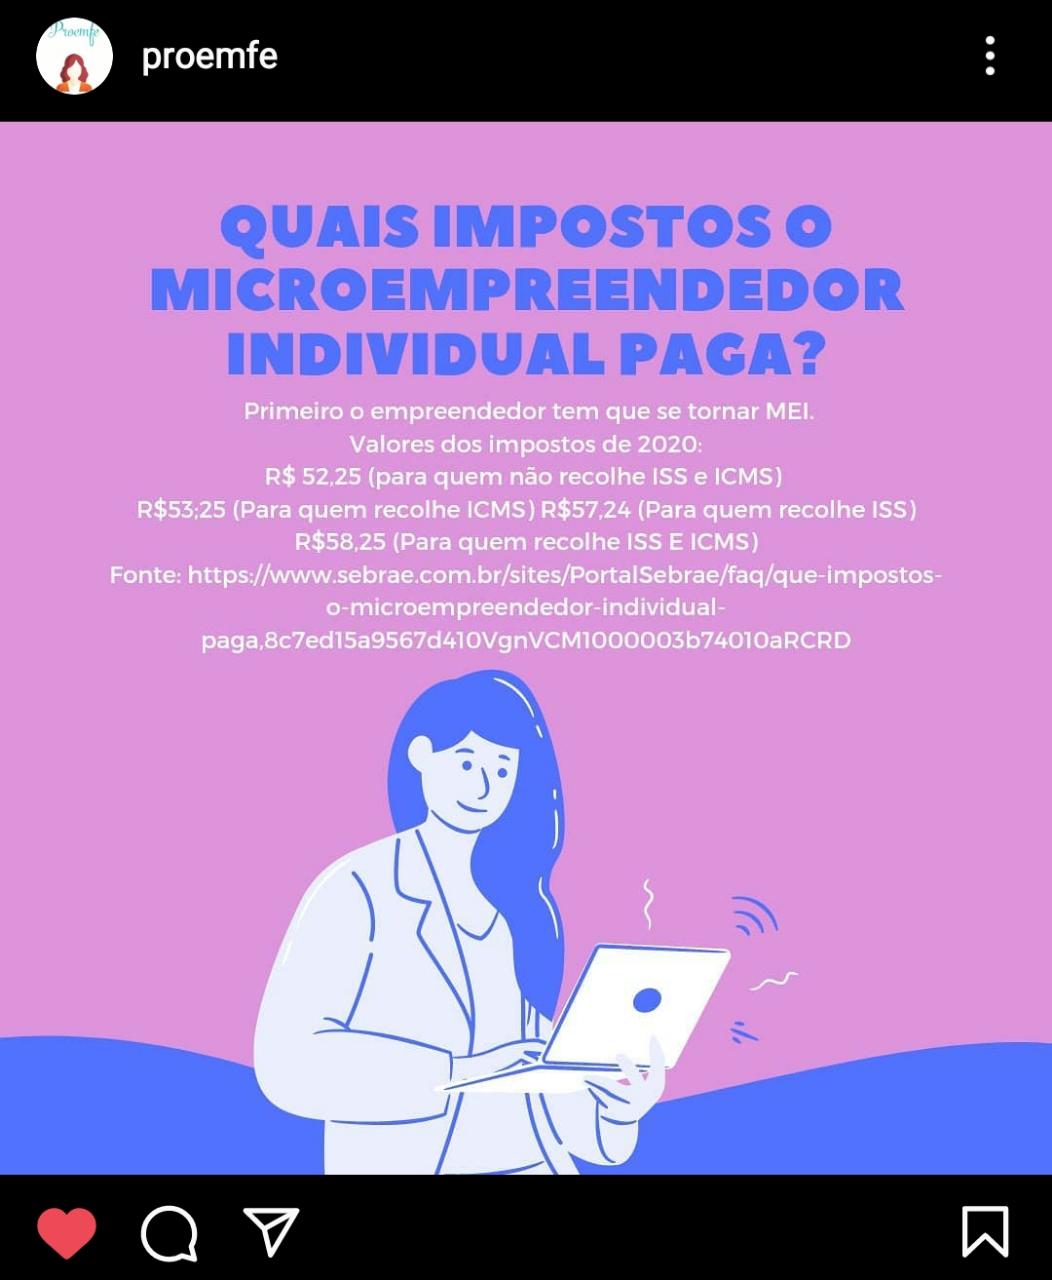 Proemfe
proemfe
QUAIS IMPOSTOS O
MICROEMPREENDEDOR
INDIVIDUAL PAGA?
Primeiro o empreendedor tem que se tornar MEI.
Valores dos impostos de 2020:
R$ 52,25 (para quem não recolhe ISS e ICMS)
R$53;25 (Para quem recolhe ICMS) R$57,24 (Para quem recolhe ISS)
R$58,25 (Para quem recolhe ISS E ICMS)
Fonte: https://www.sebrae.com.br/sites/PortalSebrae/faq/que-impostos-
o-microempreendedor-individual-
paga,8c7ed15a9567d410VgnVCM1000003b74010aRCRD